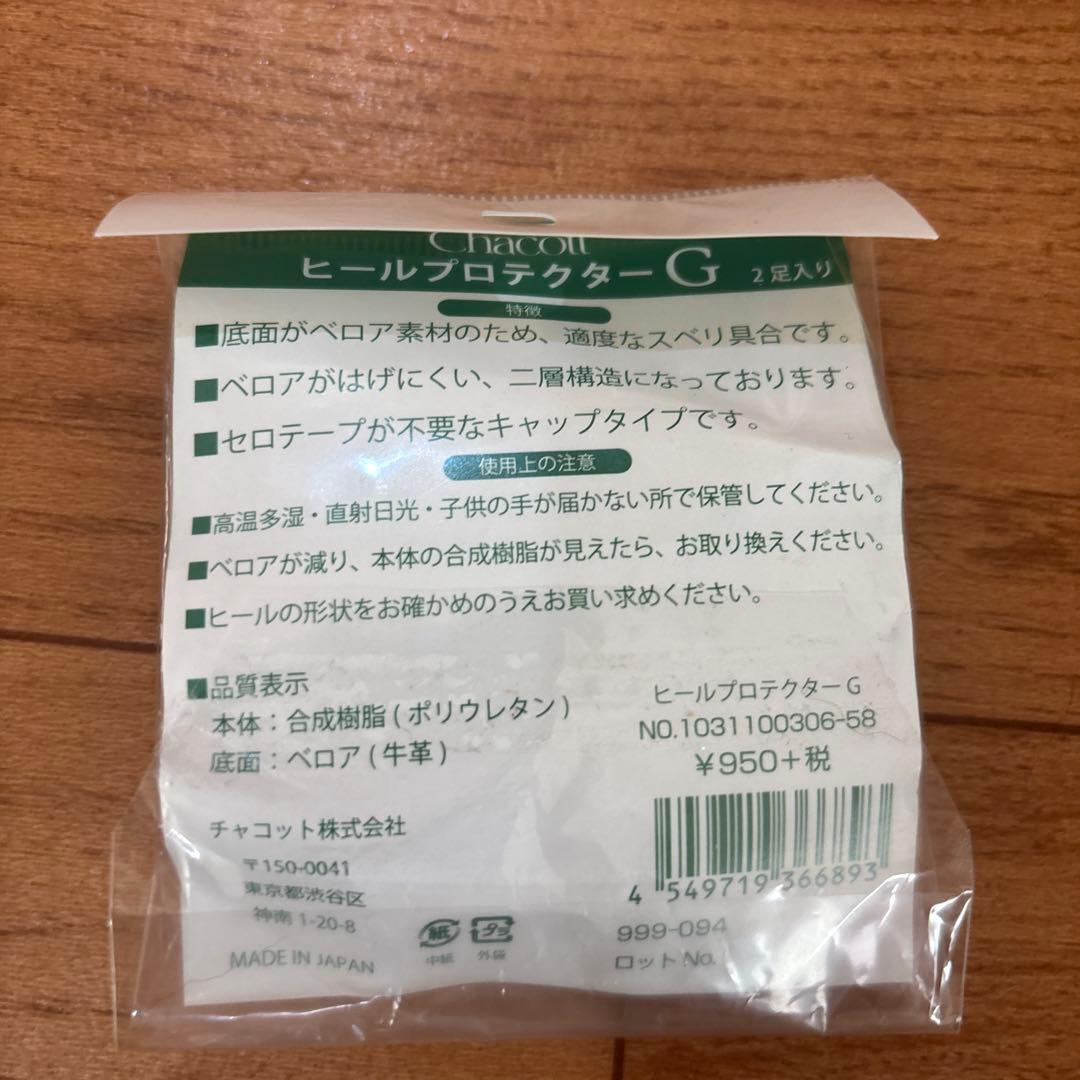 Chacott
ヒールプロテクターG 2足入り
特徴
■底面がベロア素材のため、適度なスベリ具合です。
■ベロアがはげにくい、二層構造になっております。
■セロテープが不要なキャップタイプです。
使用上の注意
■高温多湿・直射日光・子供の手が届かない所で保管してください。
■ベロアが減り、本体の合成樹脂が見えたら、お取り換えください。
■ヒールの形状をお確かめのうえお買い求めください。
■品質表示
本体：合成樹脂(ポリウレタン)
底面：ベロア(牛革)
ヒールプロテクターG
NO.1031100306-58
￥950+税
4 549719 366893
999-094
ロットNo.
チャコット株式会社
〒150-0041
東京都渋谷区
神南1-20-8
MADE IN JAPAN
紙
中紙
プラ
外袋